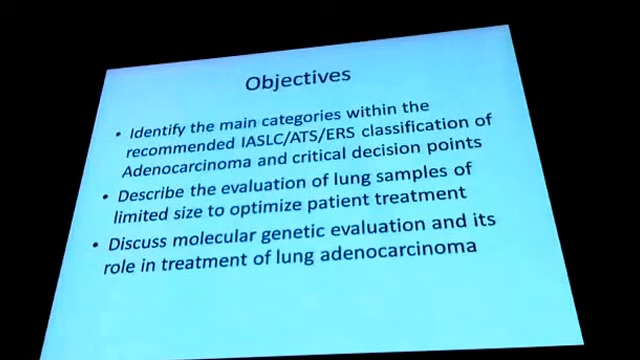 Objectives
• Identify the main categories within the
recommended IASLC/ATS/ERS classification of
Adenocarcinoma and critical decision points
• Describe the evaluation of lung samples of
limited size to optimize patient treatment
• Discuss molecular genetic evaluation and its
role in treatment of lung adenocarcinoma